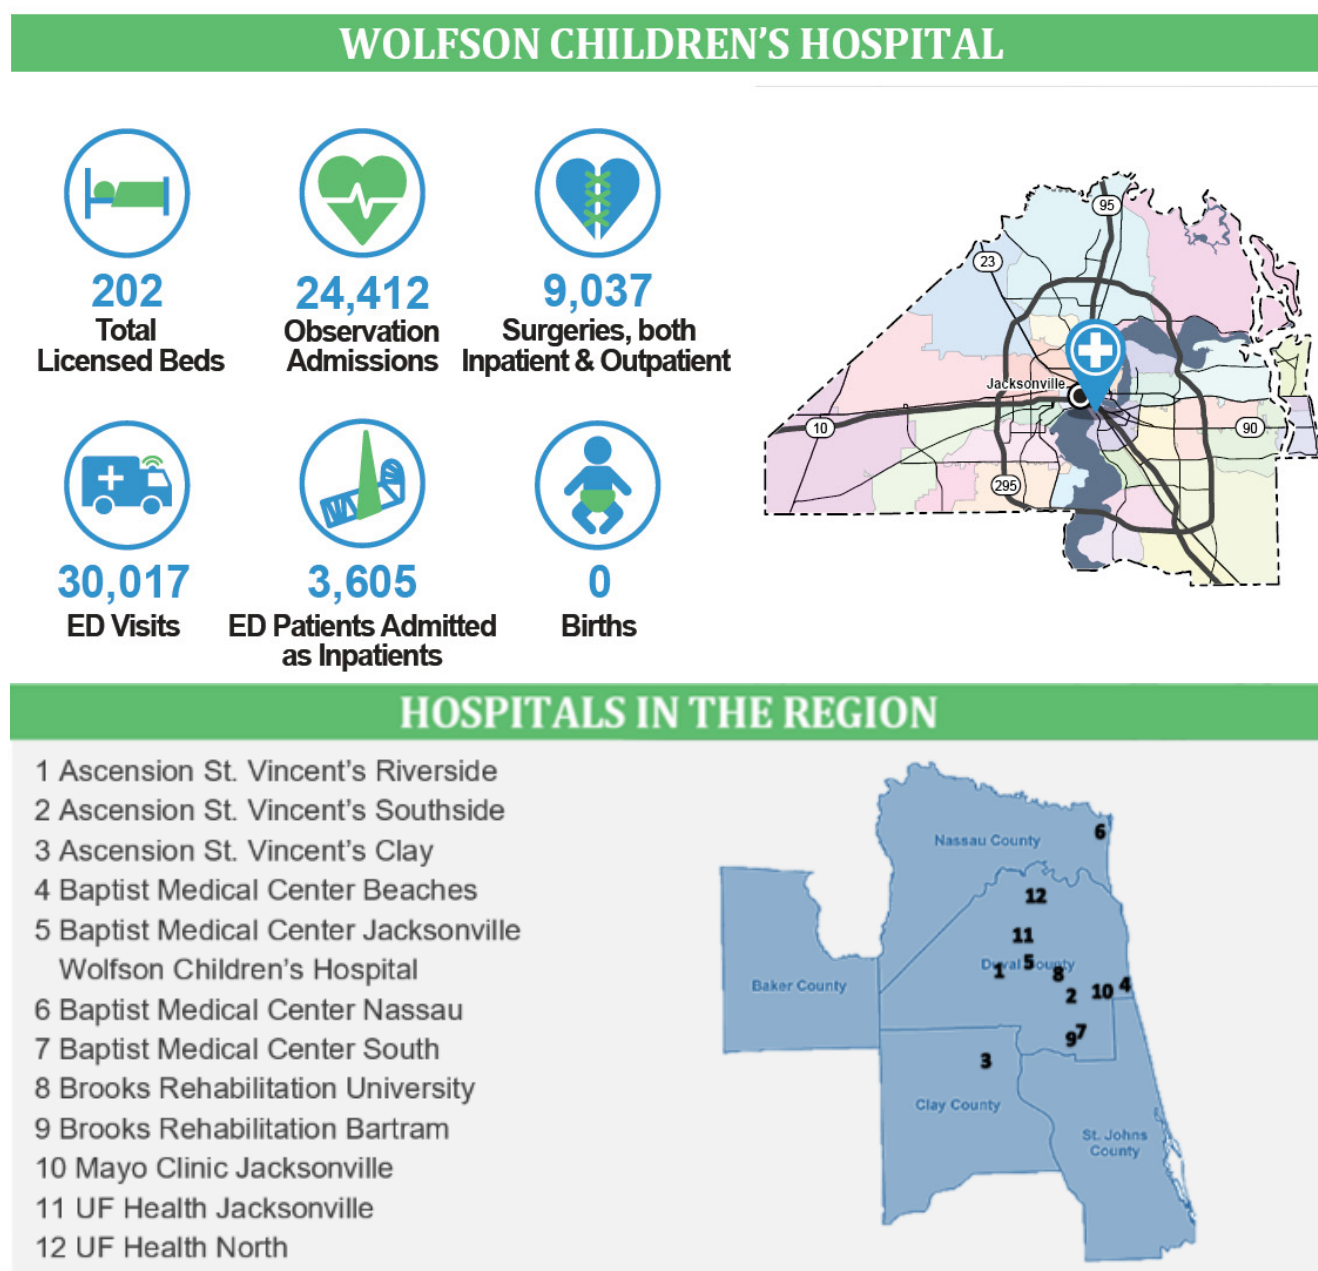 WOLFSON CHILDREN'S HOSPITAL
202
Total
Licensed Beds
24,412
Observation
Admissions
9,037
Surgeries, both
Inpatient & Outpatient
30,017
ED Visits
3,605
ED Patients Admitted
as Inpatients
0
Births
95
23
Jacksonville
10
90
295
HOSPITALS IN THE REGION
1 Ascension St. Vincent's Riverside
2 Ascension St. Vincent's Southside
3 Ascension St. Vincent's Clay
4 Baptist Medical Center Beaches
5 Baptist Medical Center Jacksonville
Wolfson Children's Hospital
6 Baptist Medical Center Nassau
7 Baptist Medical Center South
8 Brooks Rehabilitation University
9 Brooks Rehabilitation Bartram
10 Mayo Clinic Jacksonville
11 UF Health Jacksonville
12 UF Health North
6
Nassau County
12
11
Duval County
5
1
8
Baker County
2
10
4
7
9
3
Clay County
St. Johns
County